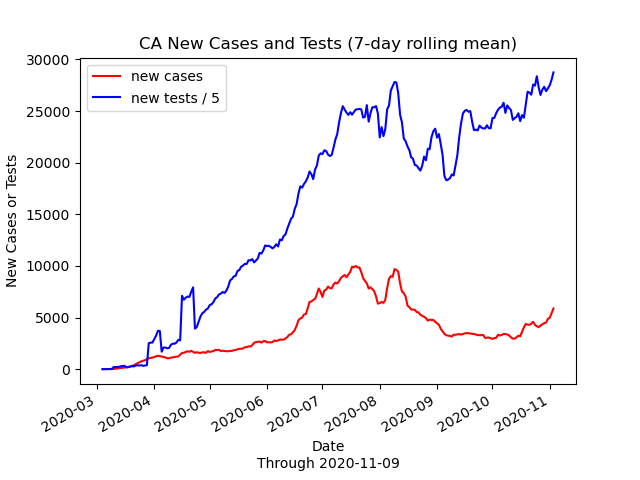 CA New Cases and Tests (7-day rolling mean)
new cases
new tests / 5
30000
25000
20000
15000
10000
5000
0
New Cases or Tests
2020-03
2020-04
2020-05
2020-06
2020-07
2020-08
2020-09
2020-10
2020-11
Date
Through 2020-11-09